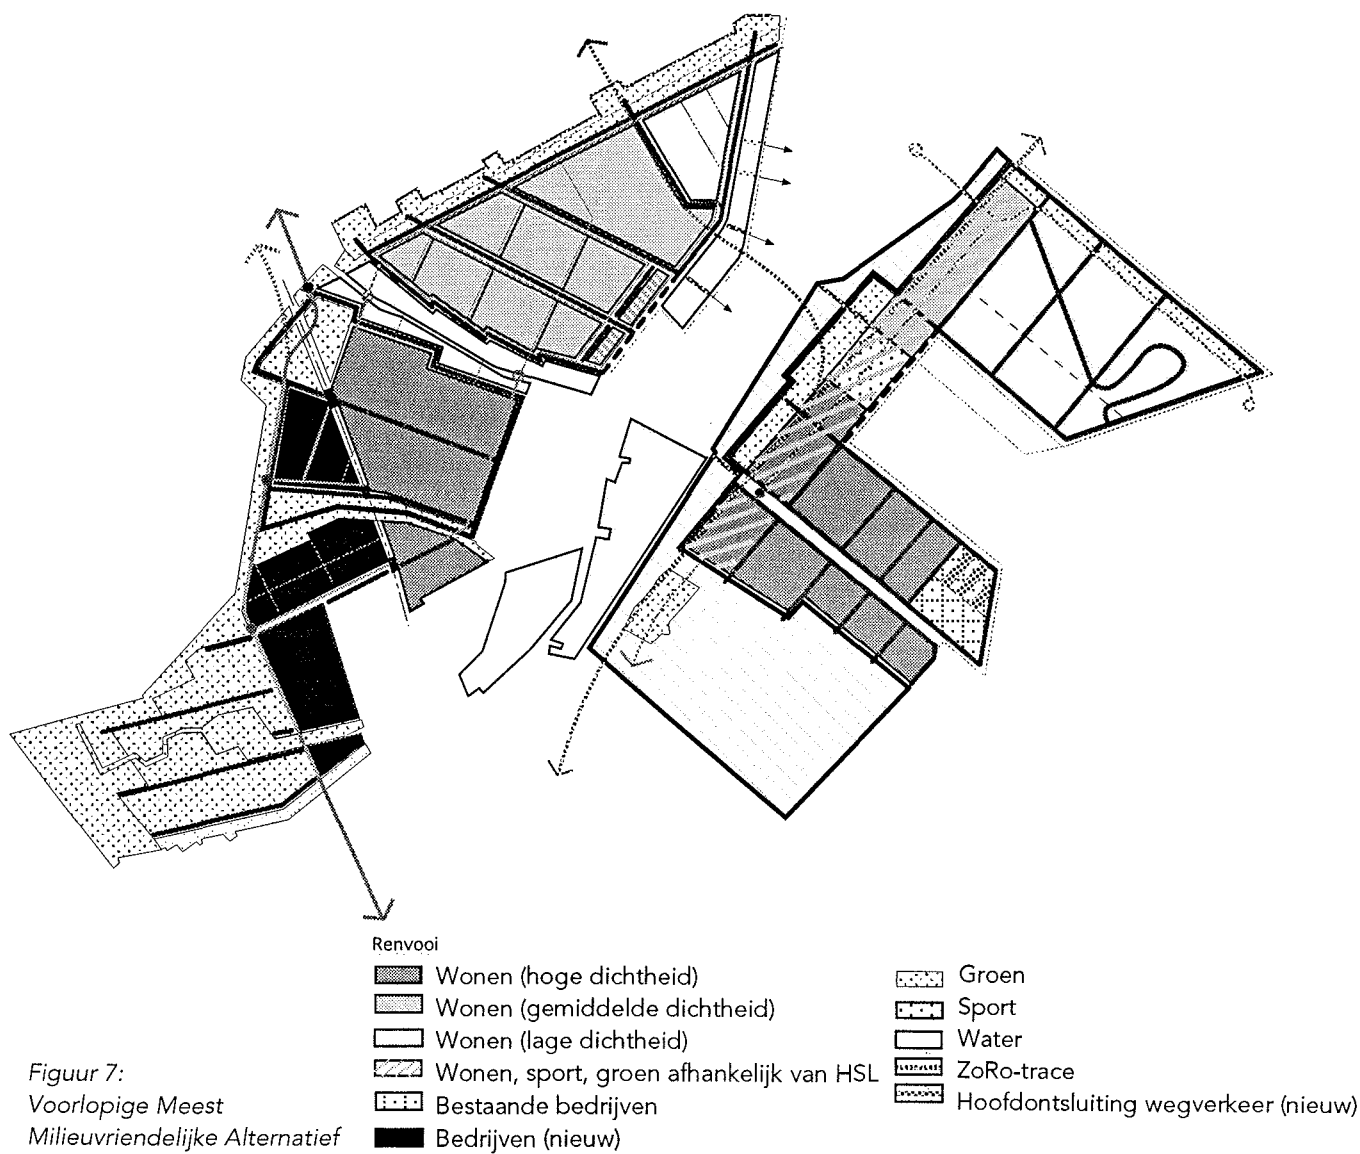 Renvooi
Wonen (hoge dichtheid)
Wonen (gemiddelde dichtheid)
Wonen (lage dichtheid)
Wonen, sport, groen afhankelijk van HSL
Bestaande bedrijven
Bedrijven (nieuw)
Groen
Sport
Water
ZoRo-trace
Hoofdontsluiting wegverkeer (nieuw)
Figuur 7:
Voorlopige Meest
Milieuvriendelijke Alternatief